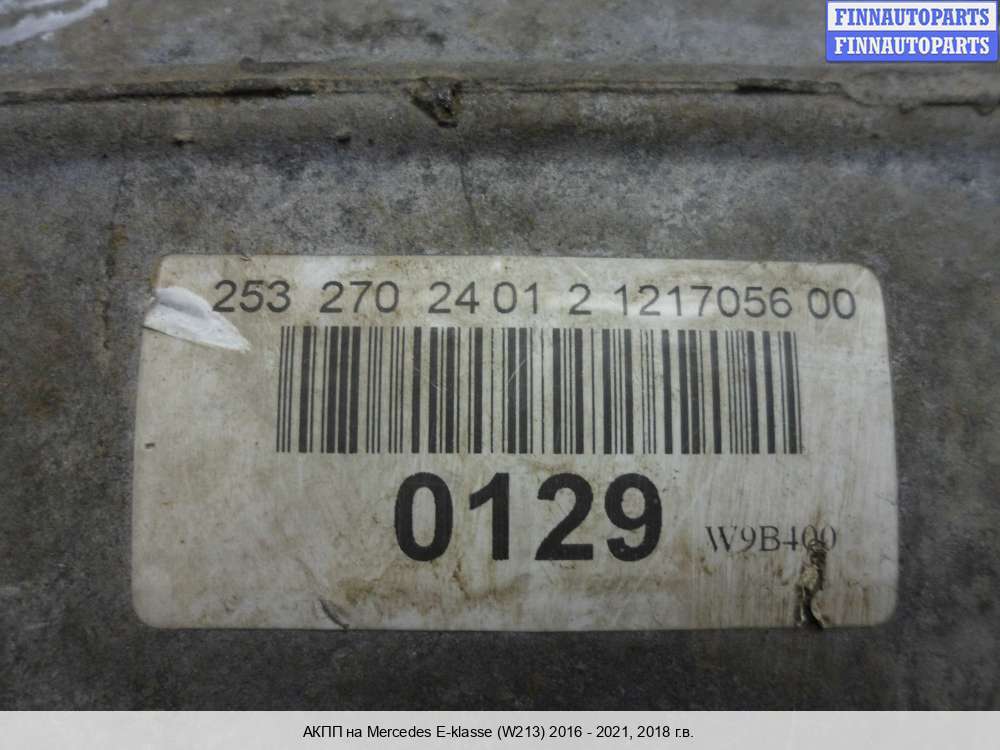 FINNAUTOPARTS
FINNAUTOPARTS
253 270 24 01 2 1217056 00
0129
W9B400
АКПП на Mercedes E-klasse (W213) 2016 - 2021, 2018 г.в.